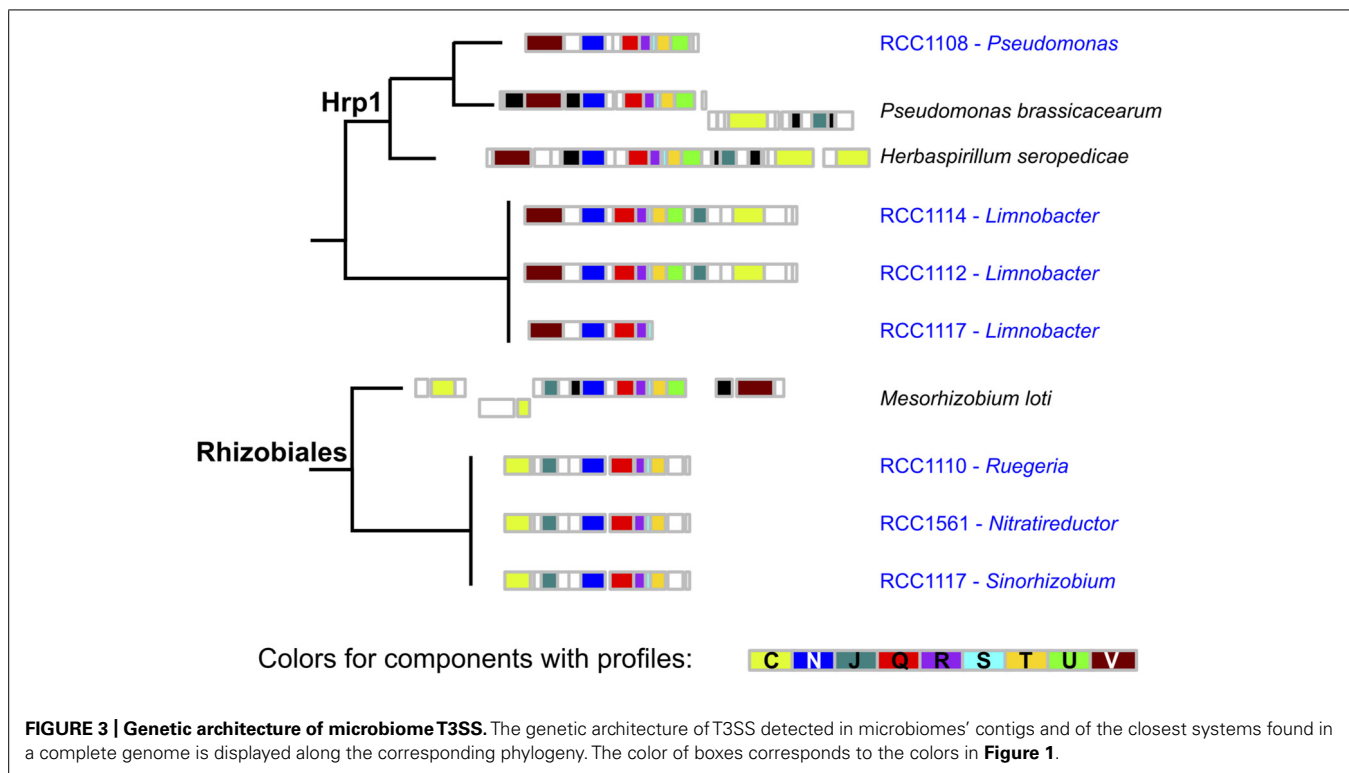 RCC1108 - Pseudomonas
Hrp1
Pseudomonas brassicacearum
Herbaspirillum seropedicae
RCC1114 - Limnobacter
RCC1112 - Limnobacter
RCC1117 - Limnobacter
Mesorhizobium loti
Rhizobiales
RCC1110 - Ruegeria
RCC1561 - Nitratireductor
RCC1117 - Sinorhizobium
Colors for components with profiles: C N J Q R S T U V
FIGURE 3 | Genetic architecture of microbiome T3SS. The genetic architecture of T3SS detected in microbiomes' contigs and of the closest systems found in
a complete genome is displayed along the corresponding phylogeny. The color of boxes corresponds to the colors in Figure 1.